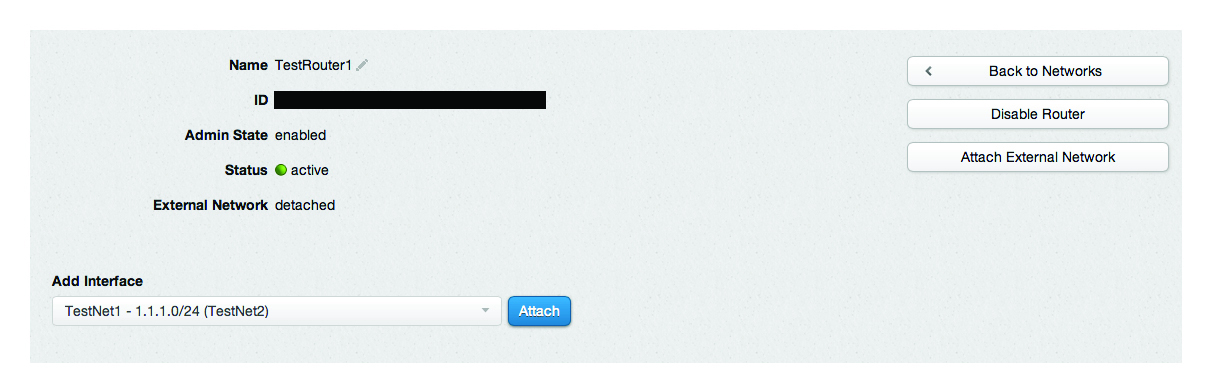 Name TestRouter1
ID
Admin State enabled
Status active
External Network detached
Back to Networks
Disable Router
Attach External Network
Add Interface
TestNet1 - 1.1.1.0/24 (TestNet2)
Attach